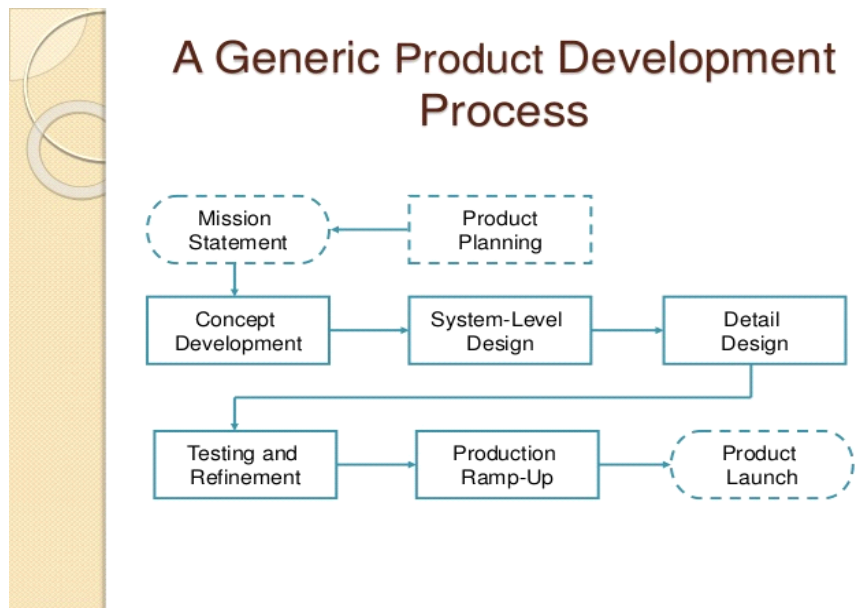 A Generic Product Development
Process
Mission
Statement
Product
Planning
Concept
Development
System-Level
Design
Detail
Design
Testing and
Refinement
Production
Ramp-Up
Product
Launch